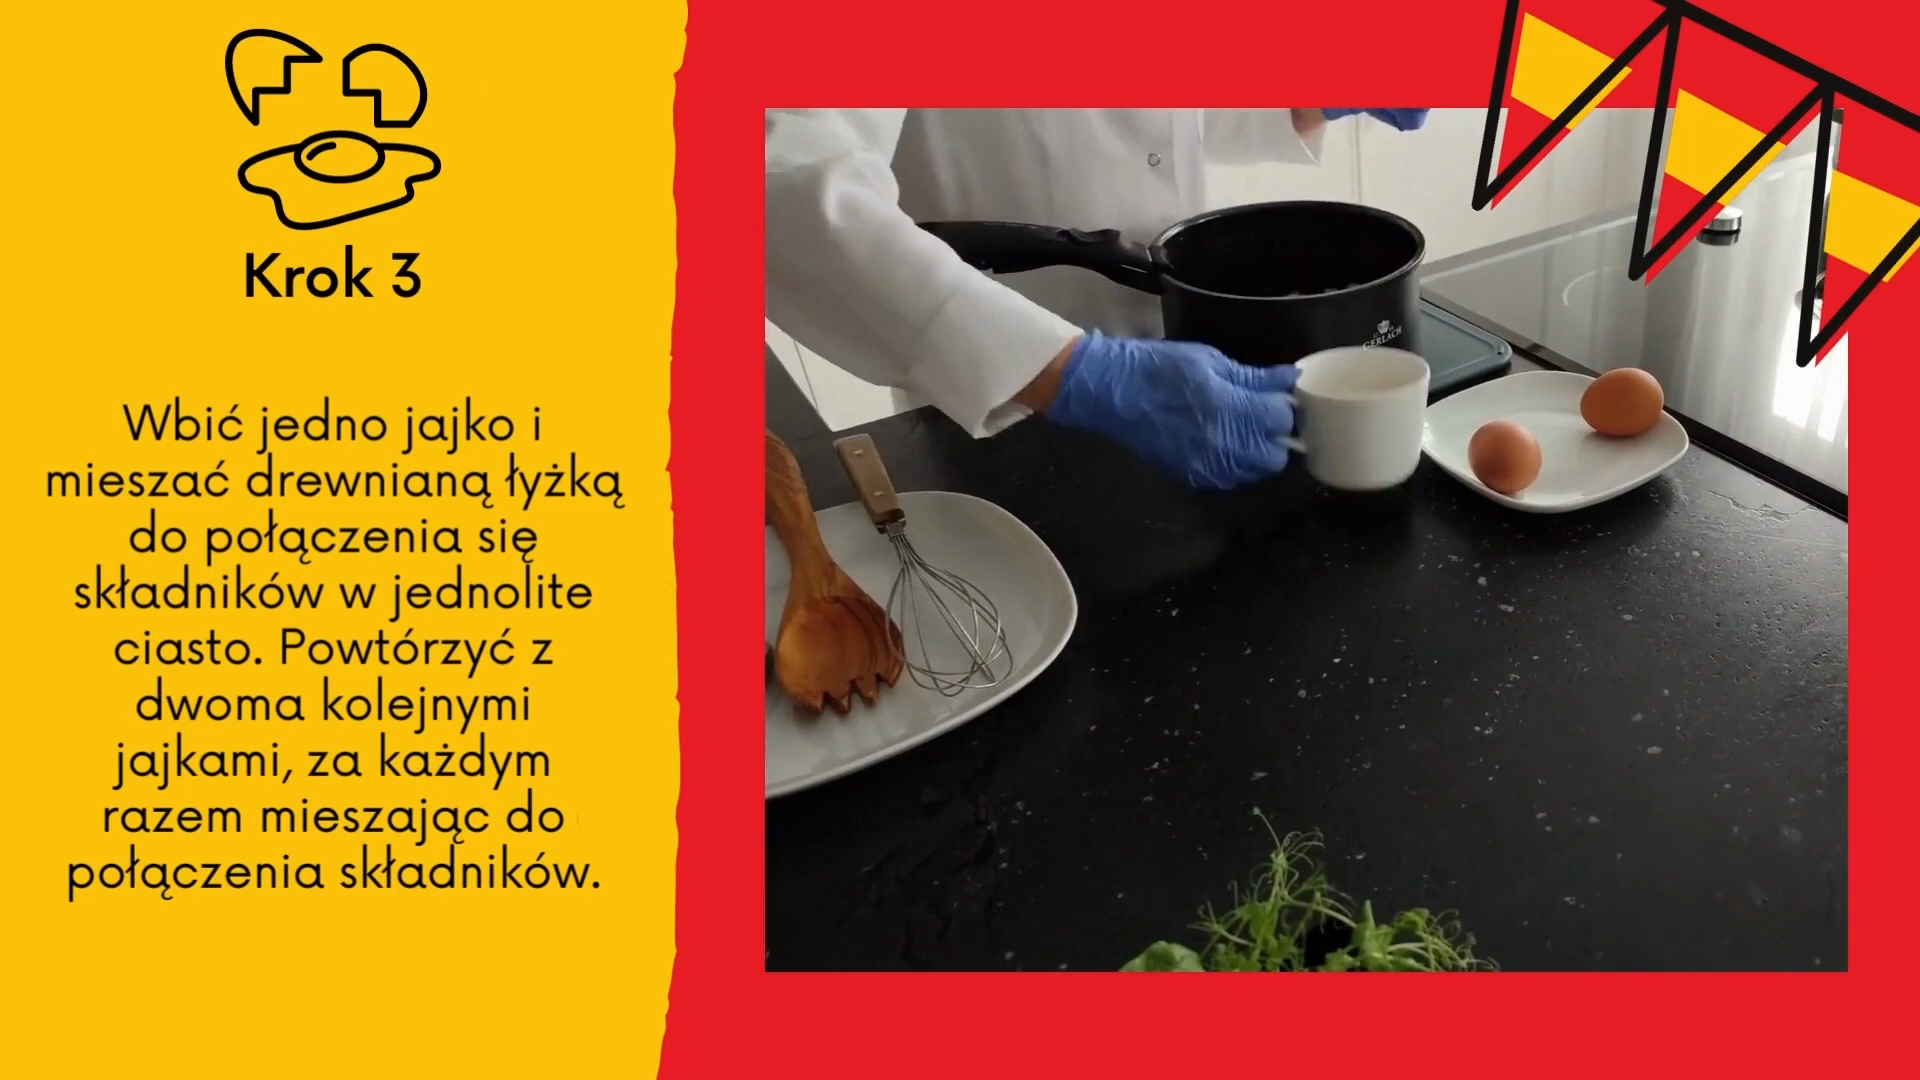 Krok 3
Wbić jedno jajko i
mieszać drewnianą łyżką
do połączenia się
składników w jednolite
ciasto. Powtórzyć z
dwoma kolejnymi
jajkami, za każdym
razem mieszając do
połączenia składników.
GERLACH